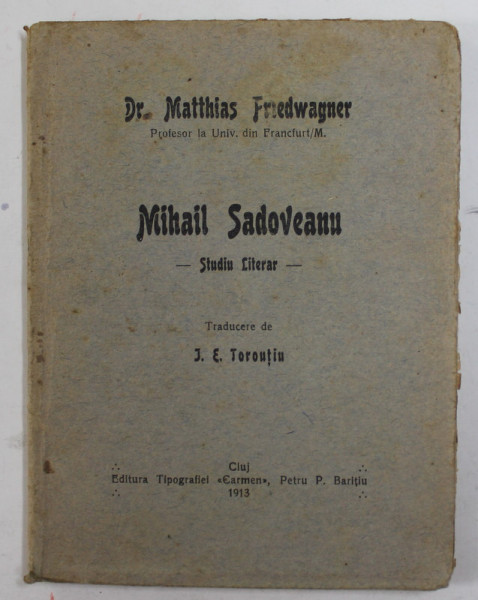 Dr. Matthias Friedwagner
Profesor la Univ. din Francfurt/M.
Mihail Sadoveanu
— Studiu Literar —
Traducere de
I. E. Torouțiu
Cluj
Editura Tipografiei «Carmen», Petru P. Barițiu
1913